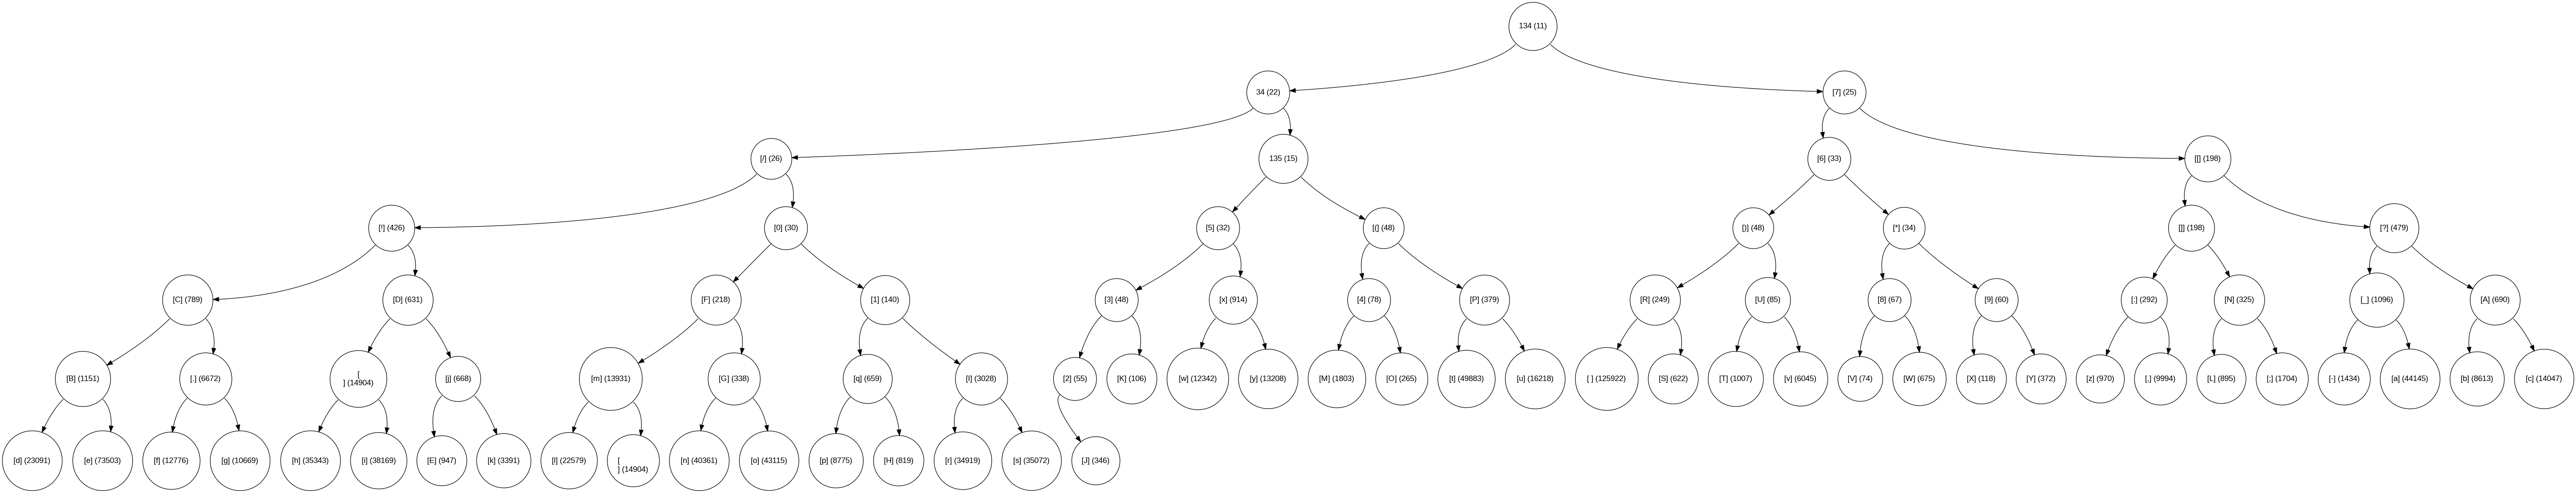 134 (11)
34 (22)
[7] (25)
[/] (26)
135 (15)
[6] (33)
[[] (198)
[!] (426)
[0] (30)
[5] (32)
[(] (48)
[)] (48)
[*] (34)
[]] (198)
[?] (479)
[C] (789)
[D] (631)
[F] (218)
[1] (140)
[3] (48)
[x] (914)
[4] (78)
[P] (379)
[R] (249)
[U] (85)
[8] (67)
[9] (60)
[:] (292)
[N] (325)
[_] (1096)
[A] (690)
[B] (1151)
[.] (6672)
[
] (14904)
[j] (668)
[m] (13931)
[G] (338)
[q] (659)
[I] (3028)
[2] (55)
[K] (106)
[w] (12342)
[y] (13208)
[M] (1803)
[O] (265)
[t] (49883)
[u] (16218)
[ ] (125922)
[S] (622)
[T] (1007)
[v] (6045)
[V] (74)
[W] (675)
[X] (118)
[Y] (372)
[z] (970)
[,] (9994)
[L] (895)
[;] (1704)
[-] (1434)
[a] (44145)
[b] (8613)
[c] (14047)
[d] (23091)
[e] (73503)
[f] (12776)
[g] (10669)
[h] (35343)
[i] (38169)
[E] (947)
[k] (3391)
[l] (22579)
[
] (14904)
[n] (40361)
[o] (43115)
[p] (8775)
[H] (819)
[r] (34919)
[s] (35072)
[J] (346)